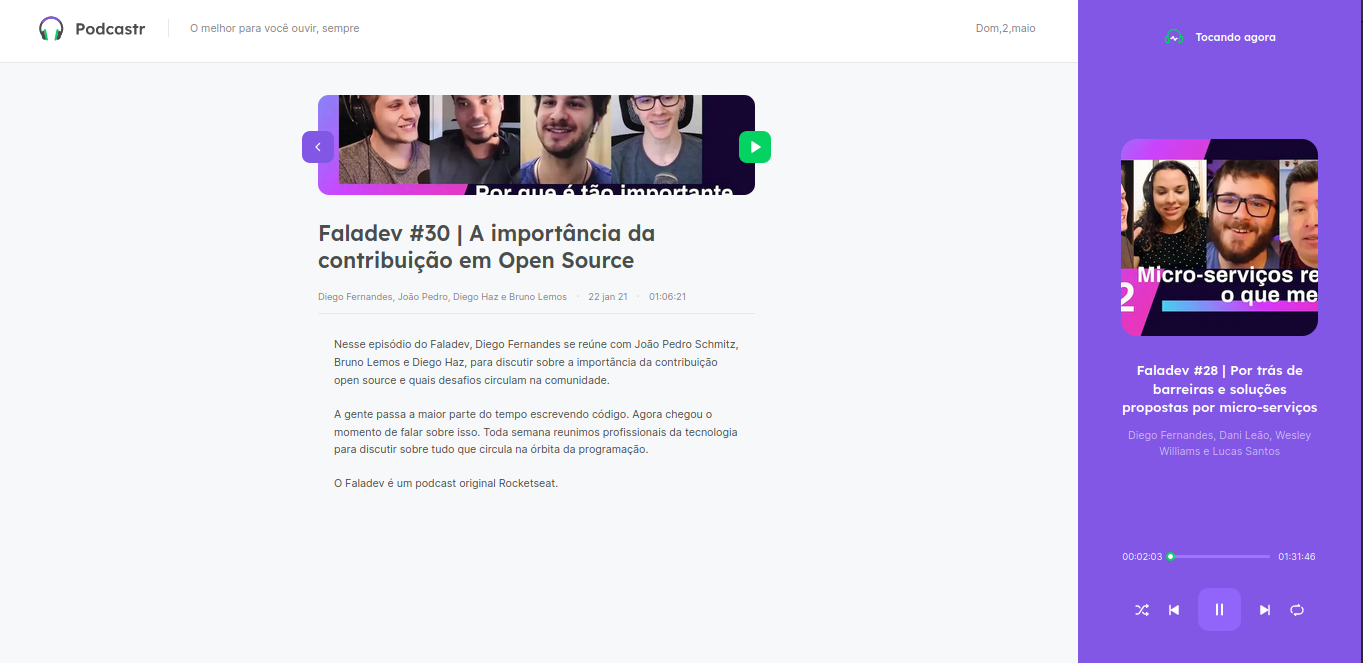 Podcastr
O melhor para você ouvir, sempre
Dom,2,maio
Por que é tão importante
Faladev #30 | A importância da
contribuição em Open Source
Diego Fernandes, João Pedro, Diego Haz e Bruno Lemos
22 jan 21
01:06:21
Nesse episódio do Faladev, Diego Fernandes se reúne com João Pedro Schmitz,
Bruno Lemos e Diego Haz, para discutir sobre a importância da contribuição
open source e quais desafios circulam na comunidade.
A gente passa a maior parte do tempo escrevendo código. Agora chegou o
momento de falar sobre isso. Toda semana reunimos profissionais da tecnologia
para discutir sobre tudo que circula na órbita da programação.
O Faladev é um podcast original Rocketseat.
Tocando agora
Micro-serviços re
2 o que me
Faladev #28 | Por trás de
barreiras e soluções
propostas por micro-serviços
Diego Fernandes, Dani Leão, Wesley
Williams e Lucas Santos
00:02:03
01:31:46